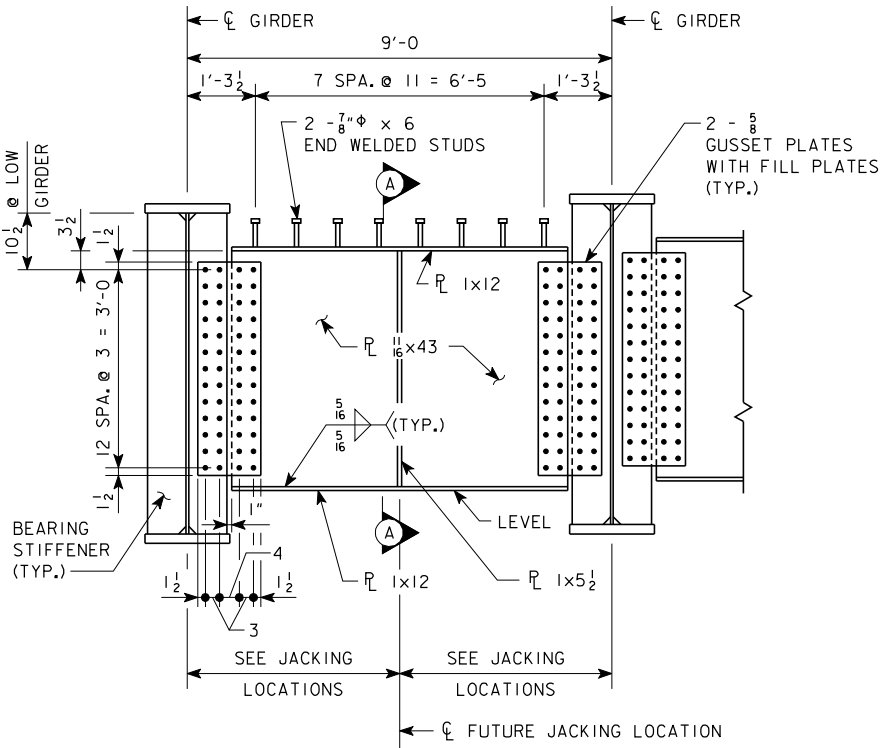 ℄ GIRDER
℄ GIRDER
9'-0
1'-3½
7 SPA. @ 11 = 6'-5
1'-3½
2 - ⅞"ϕ x 6
END WELDED STUDS
2 - ⅝
GUSSET PLATES
WITH FILL PLATES
(TYP.)
A
10½ @ LOW
GIRDER
3½
1½
12 SPA. @ 3 = 3'-0
1½
℄ 1x12
℄ 11/16x43
5/16
5/16
(TYP.)
BEARING
STIFFENER
(TYP.)
1"
LEVEL
A
4
1½
1½
3
PL 1x12
PL 1x5½
SEE JACKING
LOCATIONS
SEE JACKING
LOCATIONS
℄ FUTURE JACKING LOCATION